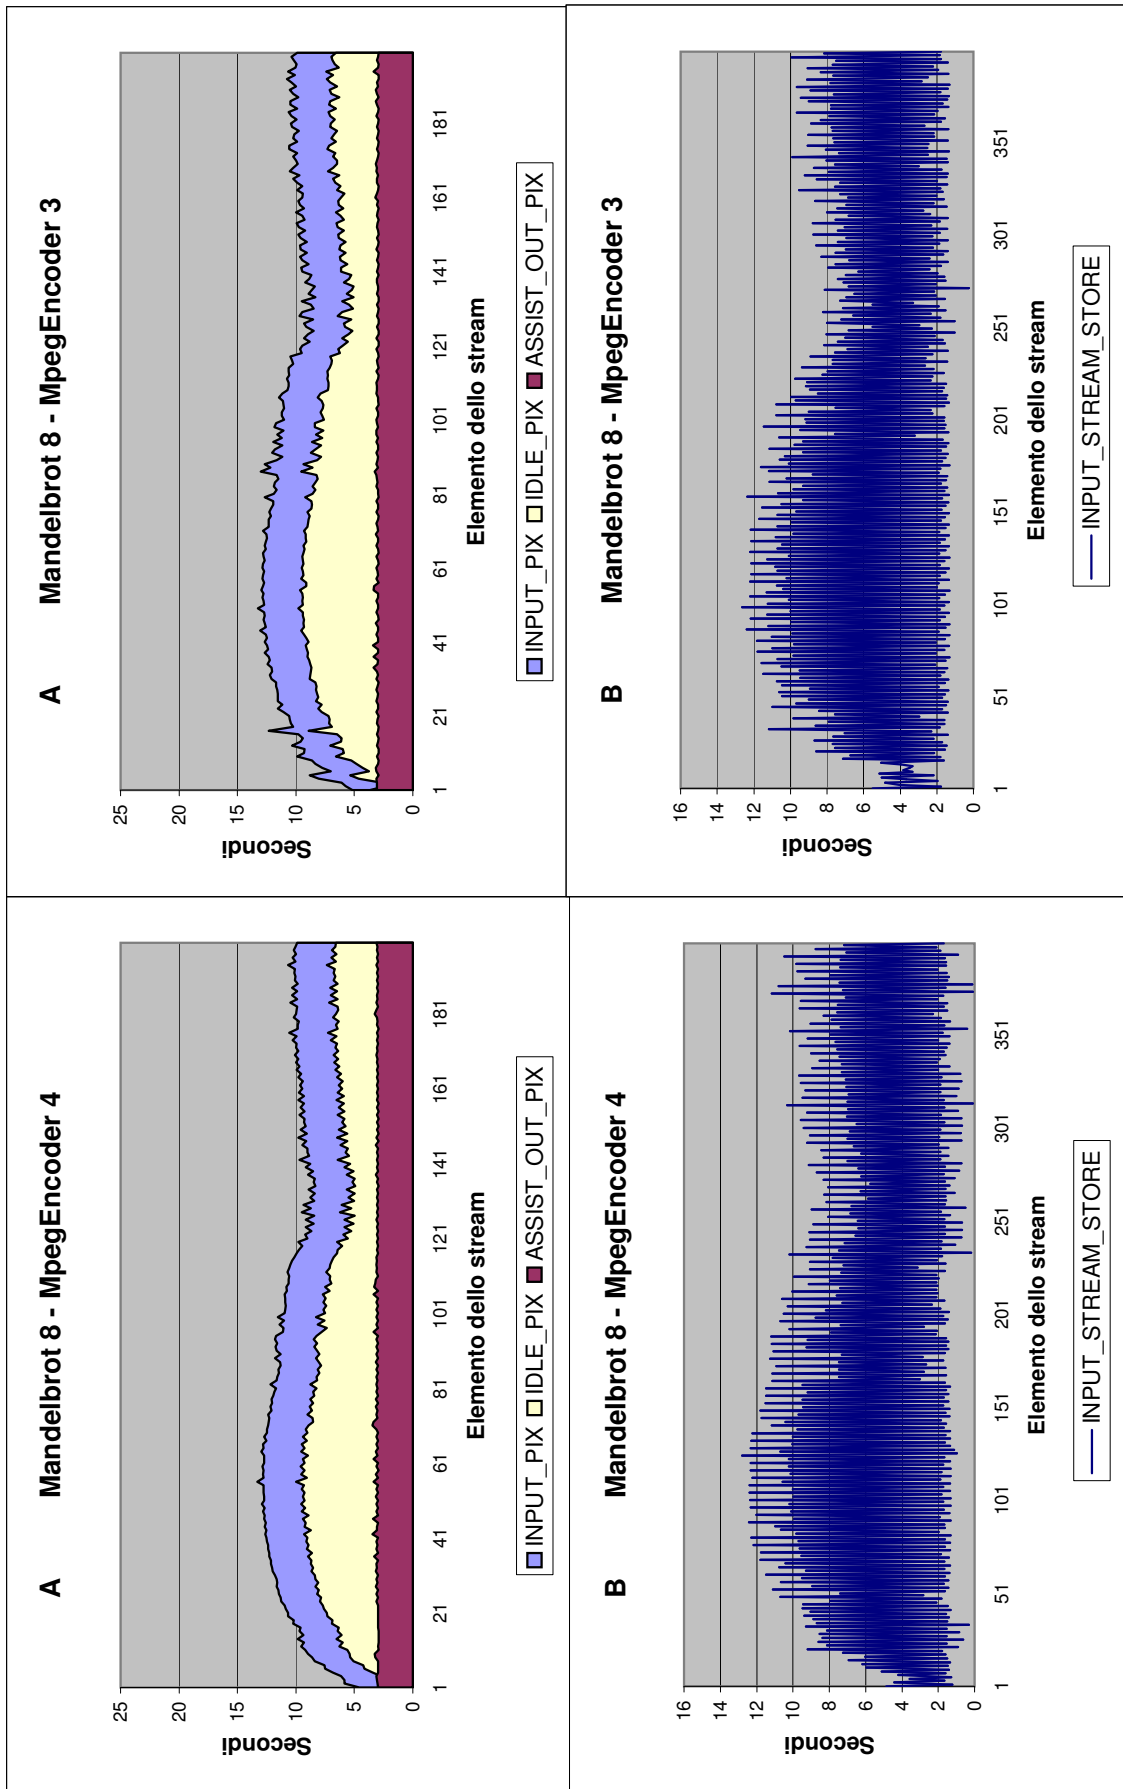 A Mandelbrot 8 - MpegEncoder 4
25
20
15
10
5
0
Secondi
1 21 41 61 81 101 121 141 161 181
Elemento dello stream
INPUT_PIX IDLE_PIX ASSIST_OUT_PIX
A Mandelbrot 8 - MpegEncoder 3
25
20
15
10
5
0
Secondi
1 21 41 61 81 101 121 141 161 181
Elemento dello stream
INPUT_PIX IDLE_PIX ASSIST_OUT_PIX
B Mandelbrot 8 - MpegEncoder 4
16
14
12
10
8
6
4
2
0
Secondi
1 51 101 151 201 251 301 351
Elemento dello stream
INPUT_STREAM_STORE
B Mandelbrot 8 - MpegEncoder 3
16
14
12
10
8
6
4
2
0
Secondi
1 51 101 151 201 251 301 351
Elemento dello stream
INPUT_STREAM_STORE